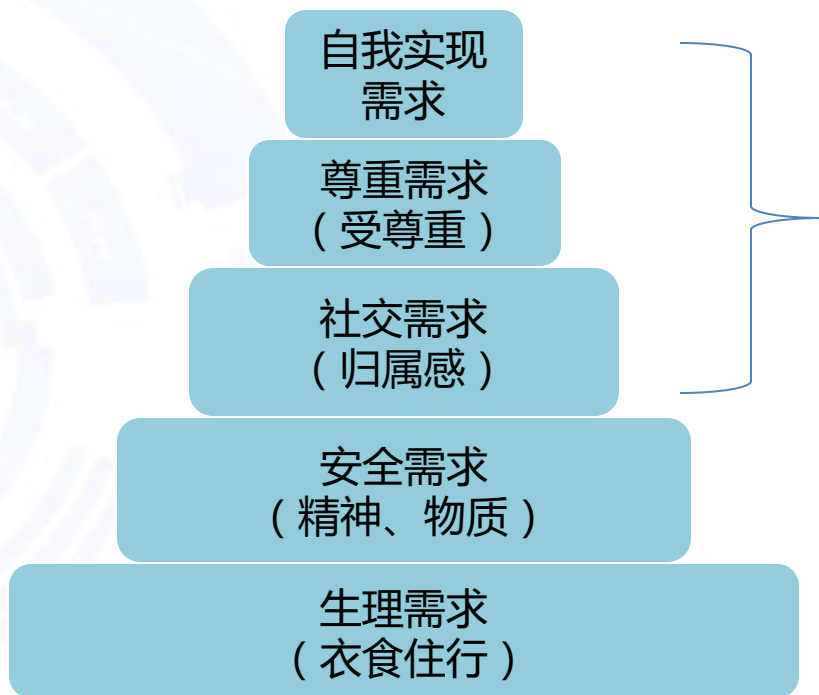 自我实现
需求
尊重需求
（受尊重）
社交需求
（归属感）
安全需求
（精神、物质）
生理需求
（衣食住行）